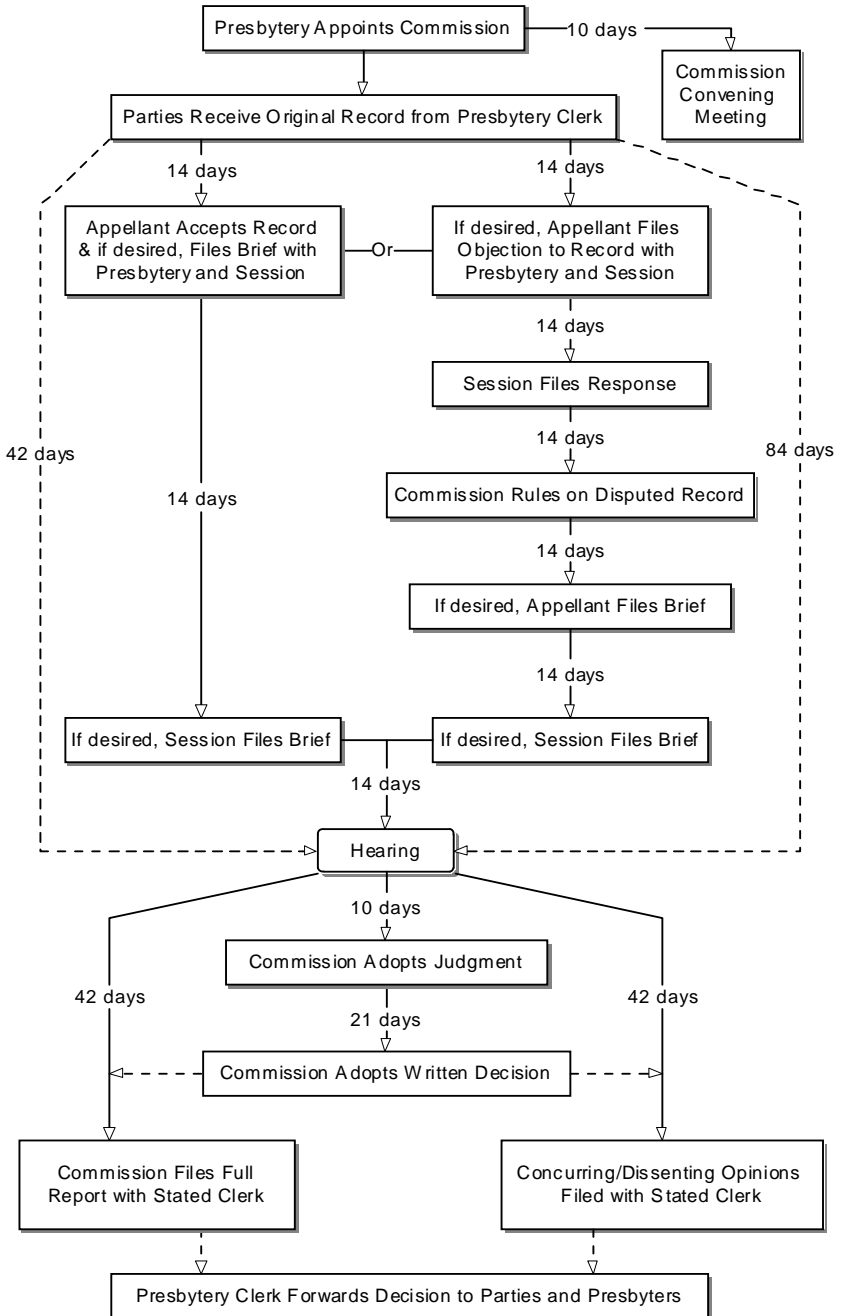 Presbytery Appoints Commission
10 days
Commission
Convening
Meeting
Parties Receive Original Record from Presbytery Clerk
14 days
14 days
Appellant Accepts Record
& if desired, Files Brief with
Presbytery and Session
Or
If desired, Appellant Files
Objection to Record with
Presbytery and Session
14 days
Session Files Response
14 days
42 days
84 days
Commission Rules on Disputed Record
14 days
14 days
If desired, Appellant Files Brief
14 days
If desired, Session Files Brief
If desired, Session Files Brief
14 days
Hearing
10 days
Commission Adopts Judgment
42 days
42 days
21 days
Commission Adopts Written Decision
Commission Files Full
Report with Stated Clerk
Concurring/Dissenting Opinions
Filed with Stated Clerk
Presbytery Clerk Forwards Decision to Parties and Presbyters